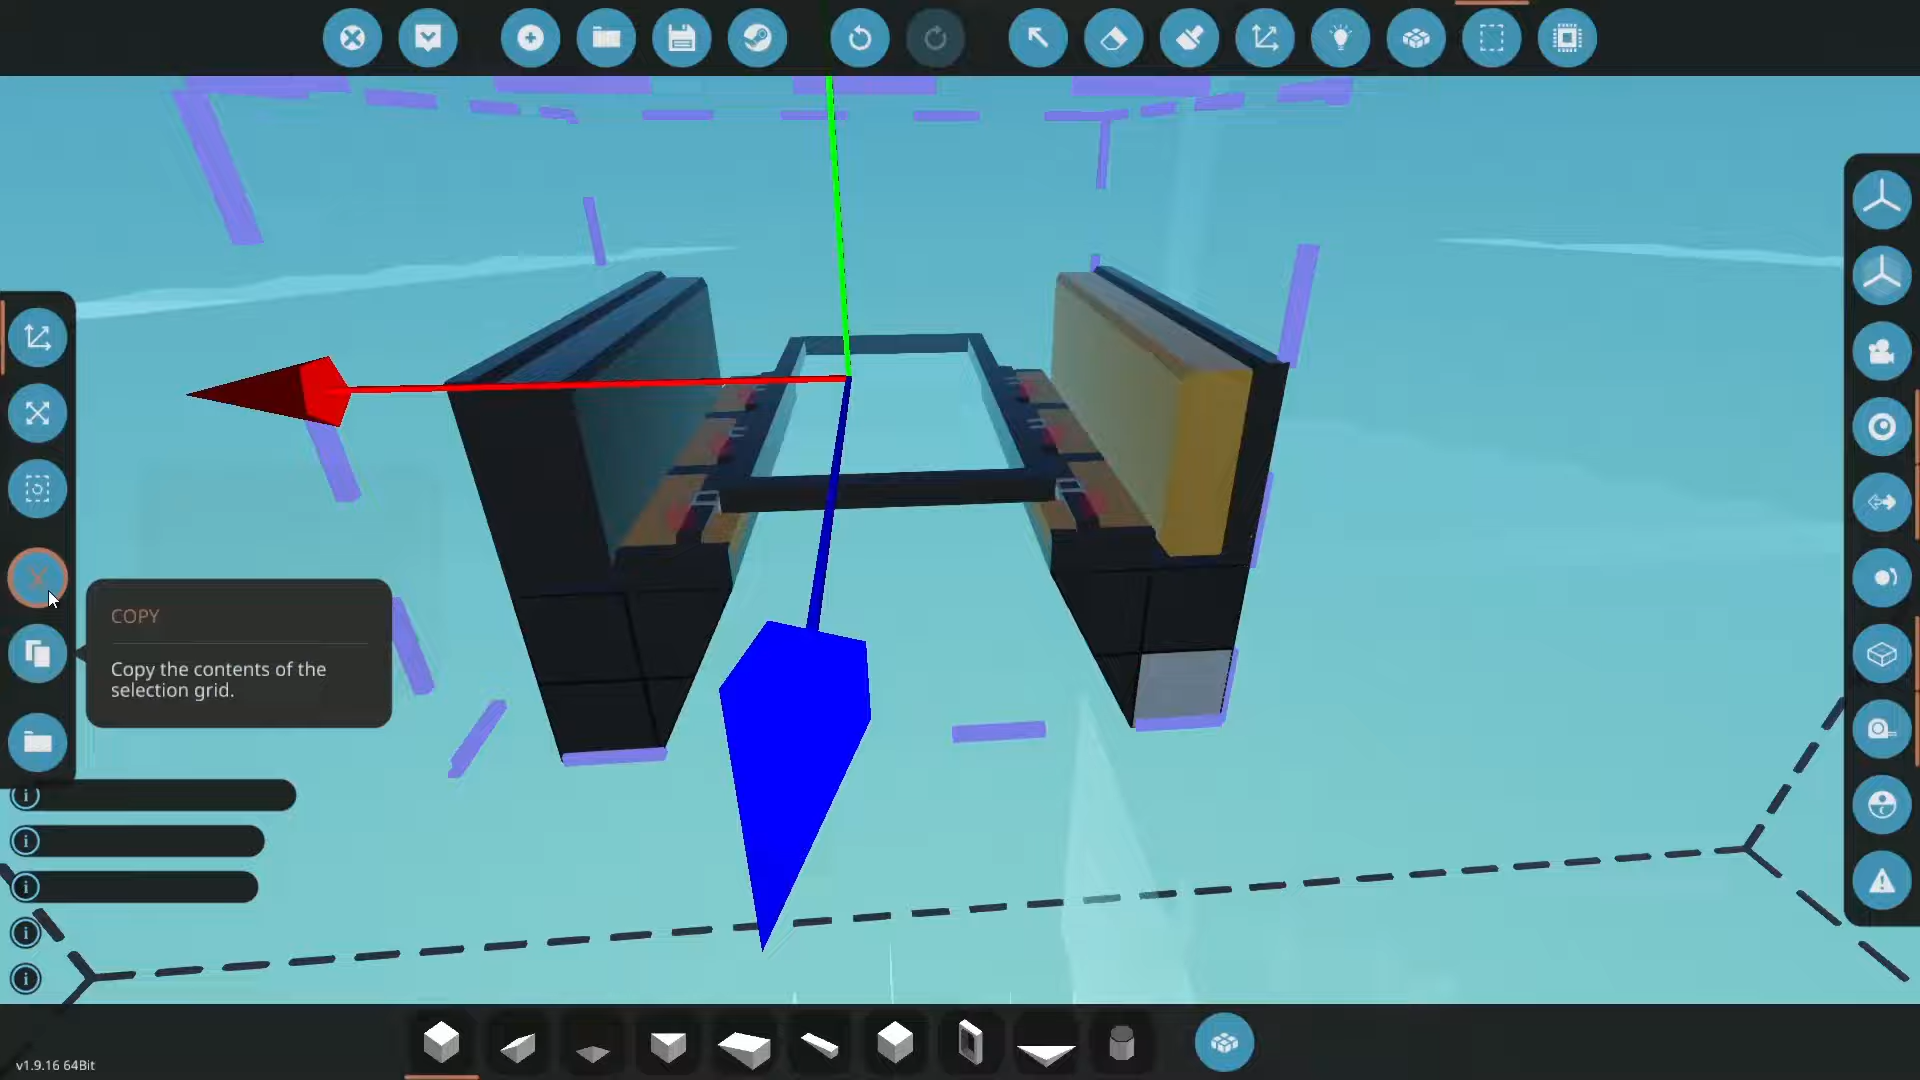 COPY
Copy the contents of the
selection grid.
v1.9.16 64Bit